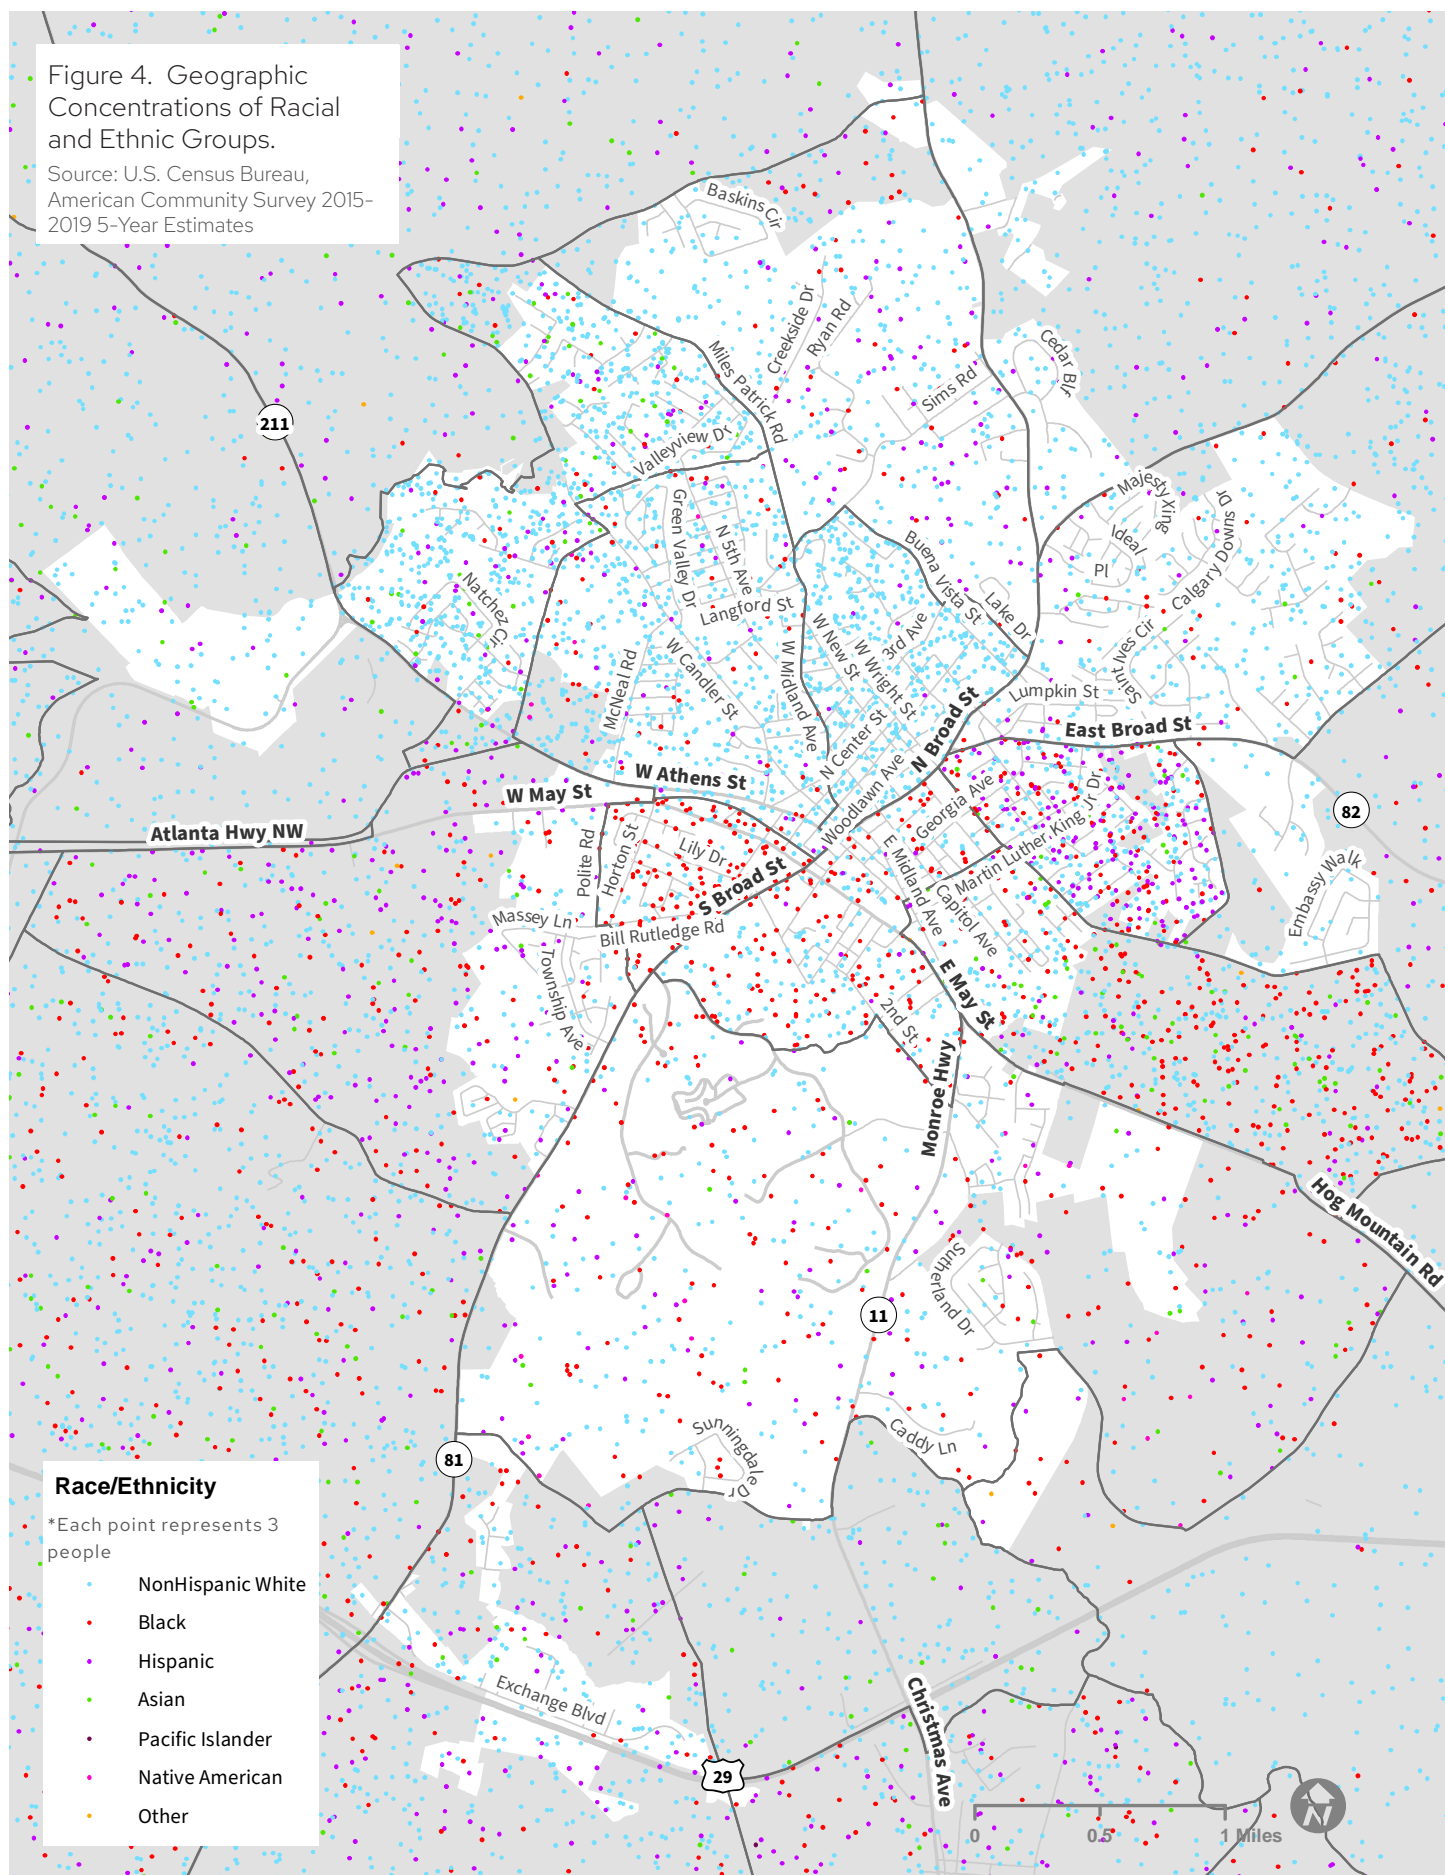 Figure 4.  Geographic
Concentrations of Racial
and Ethnic Groups.
Source: U.S. Census Bureau,
American Community Survey 2015-
2019 5-Year Estimates
Baskins Cir
Creekside Dr
Ryan Rd
Miles Patrick Rd
Cedar Blf
Sims Rd
211
Valleyview Dr
Green Valley Dr
N 5th Ave
Langford St
Majesty
Xing
Ideal
Pl
Calgary Downs Dr
Buena Vista St
Lake Dr
Natchez Cir
McNeal Rd
W Candler St
W Midland Ave
W New St
W Wright St
3rd Ave
Saint Ives Cir
Lumpkin St
N Center St
N Broad St
East Broad St
W Athens St
W May St
Woodlawn Ave
Georgia Ave
Atlanta Hwy NW
82
Polite Rd
Horton St
Lily Dr
S Broad St
E Midland Ave
Martin Luther King Jr Dr
Capitol Ave
Embassy Walk
Massey Ln
Bill Rutledge Rd
Township Ave
E May St
2nd St
Monroe Hwy
Hog Mountain Rd
Sutherland Dr
11
Caddy Ln
Sunningdale Dr
81
Race/Ethnicity
*Each point represents 3
people
NonHispanic White
Black
Hispanic
Asian
Pacific Islander
Native American
Other
Exchange Blvd
29
Christmas Ave
N
0
0.5
1 Miles